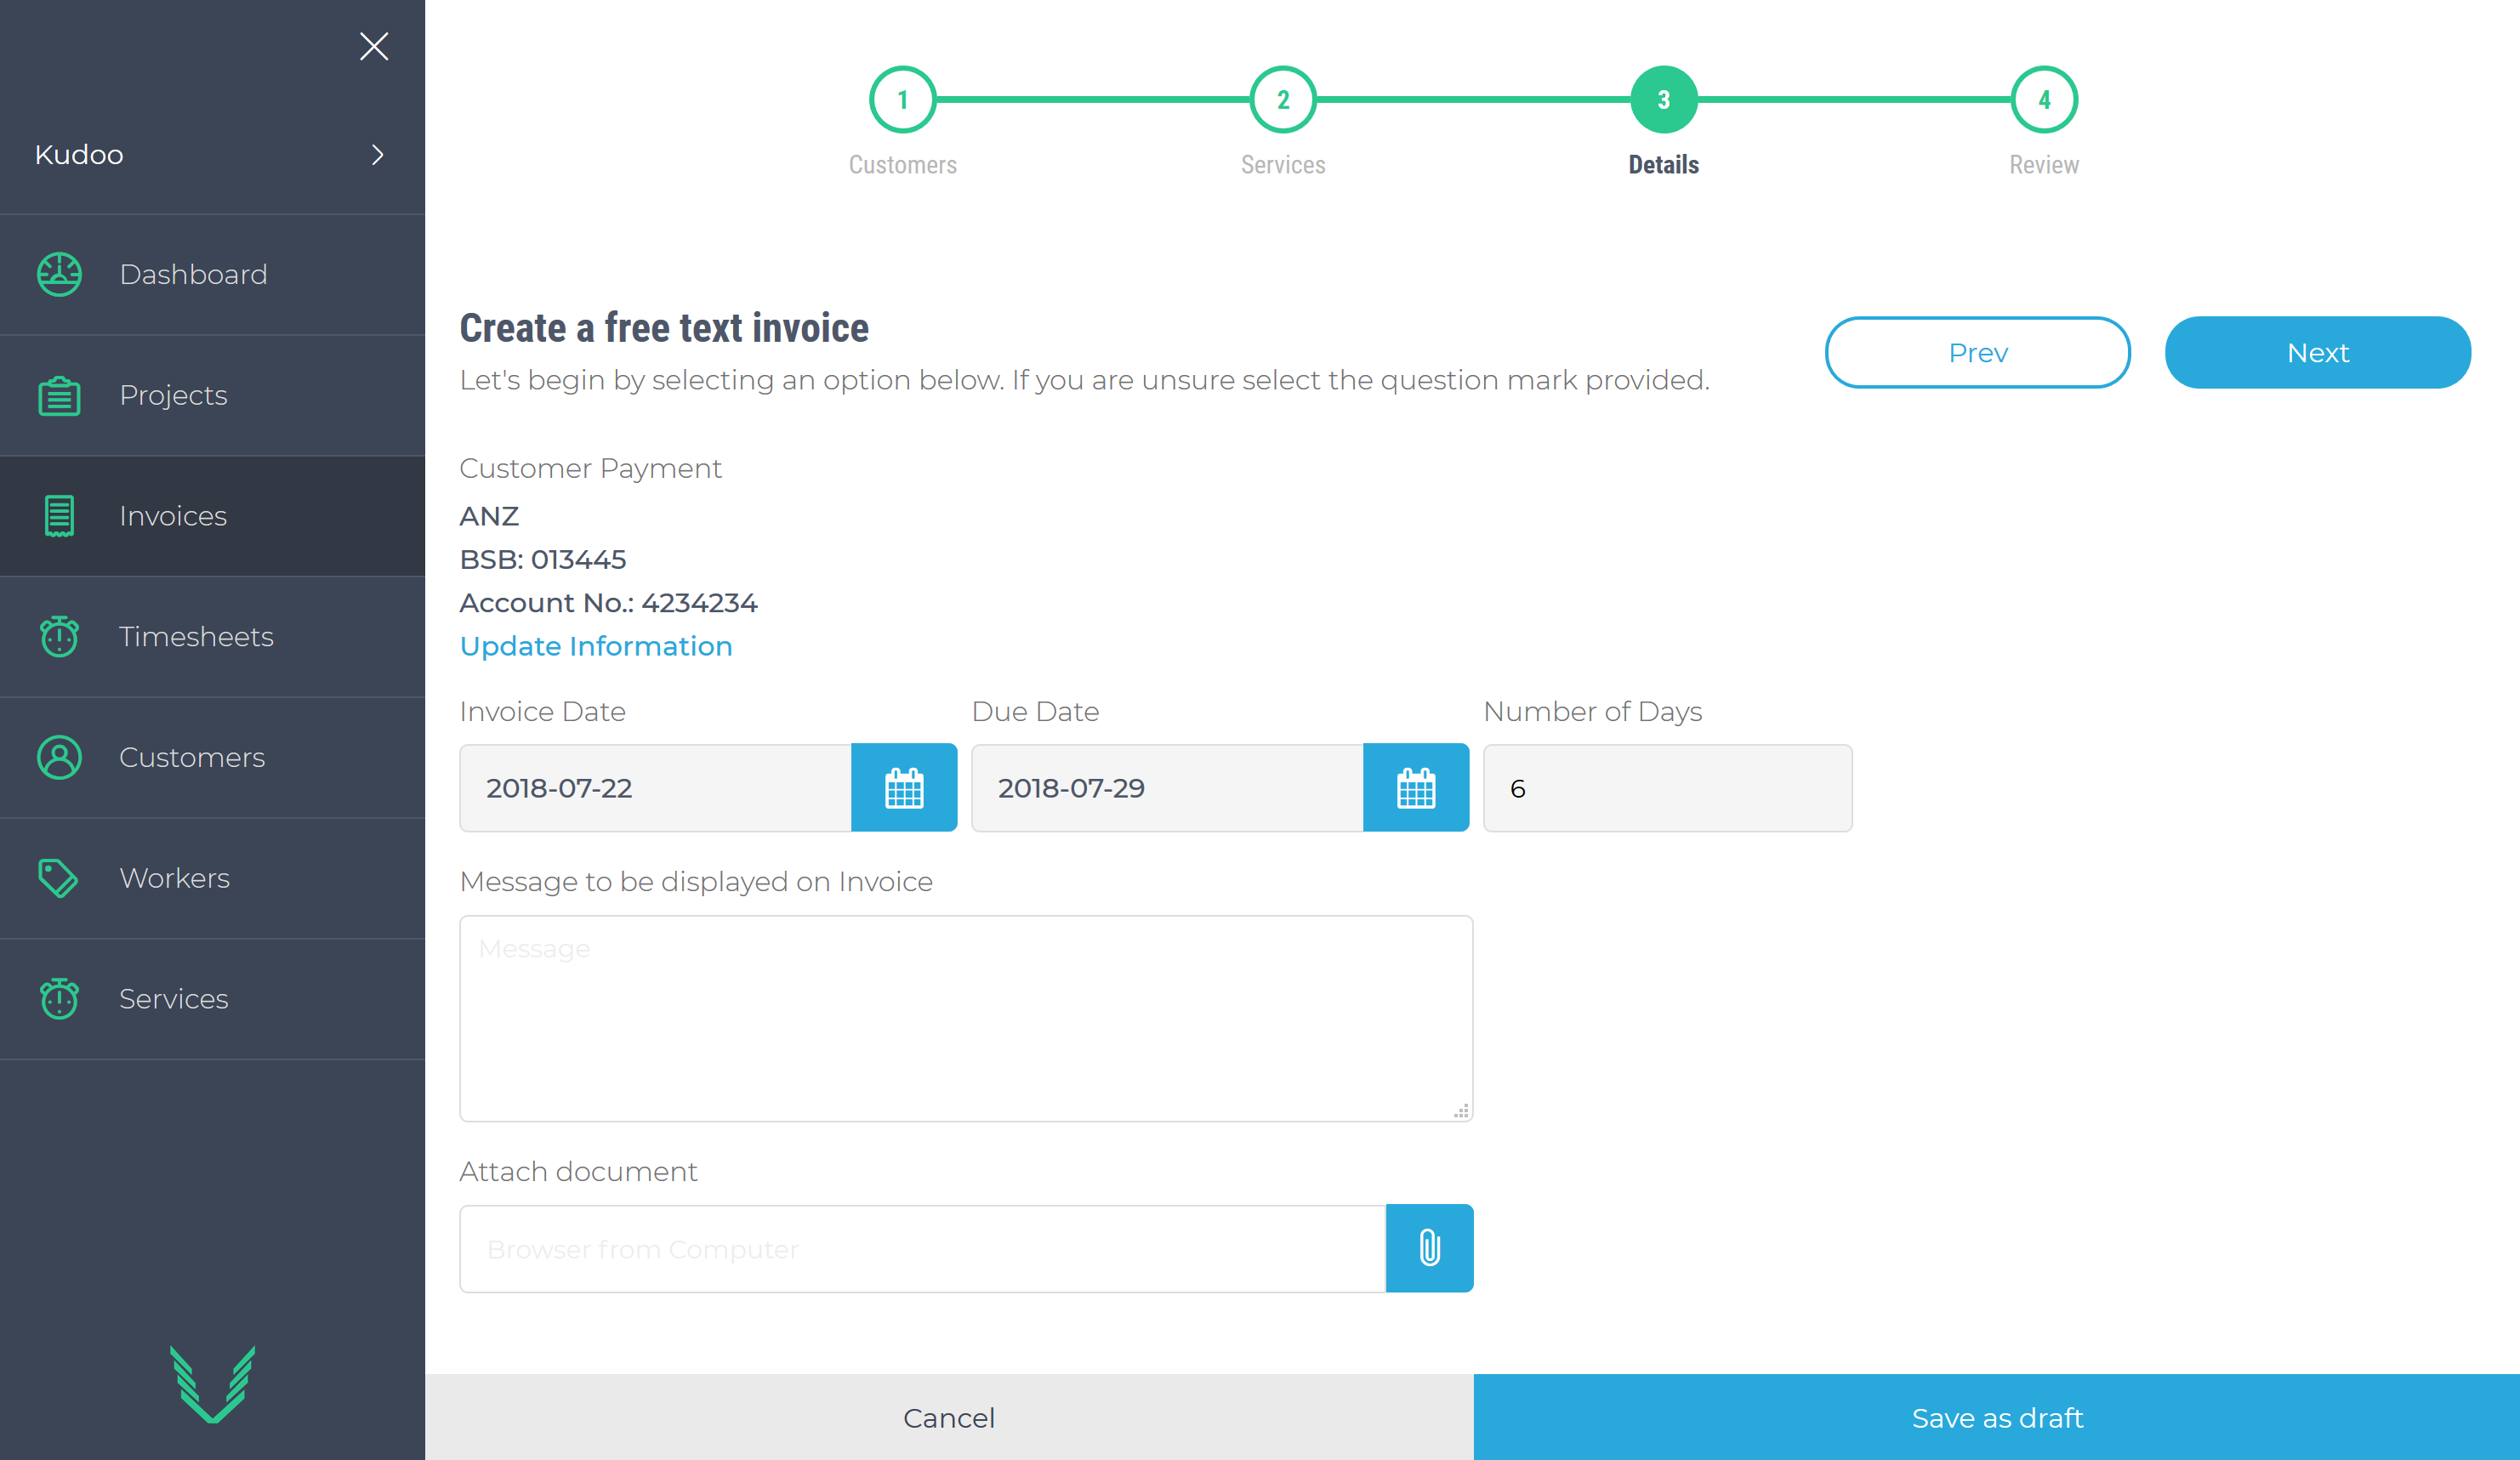 Kudoo
Dashboard
Projects
Invoices
Timesheets
Customers
Workers
Services
1
2
3
4
Customers
Services
Details
Review
Create a free text invoice
Let's begin by selecting an option below. If you are unsure select the question mark provided.
Prev
Next
Customer Payment
ANZ
BSB: 013445
Account No.: 4234234
Update Information
Invoice Date
Due Date
Number of Days
2018-07-22
2018-07-29
6
Message to be displayed on Invoice
Message
Attach document
Browser from Computer
Cancel
Save as draft